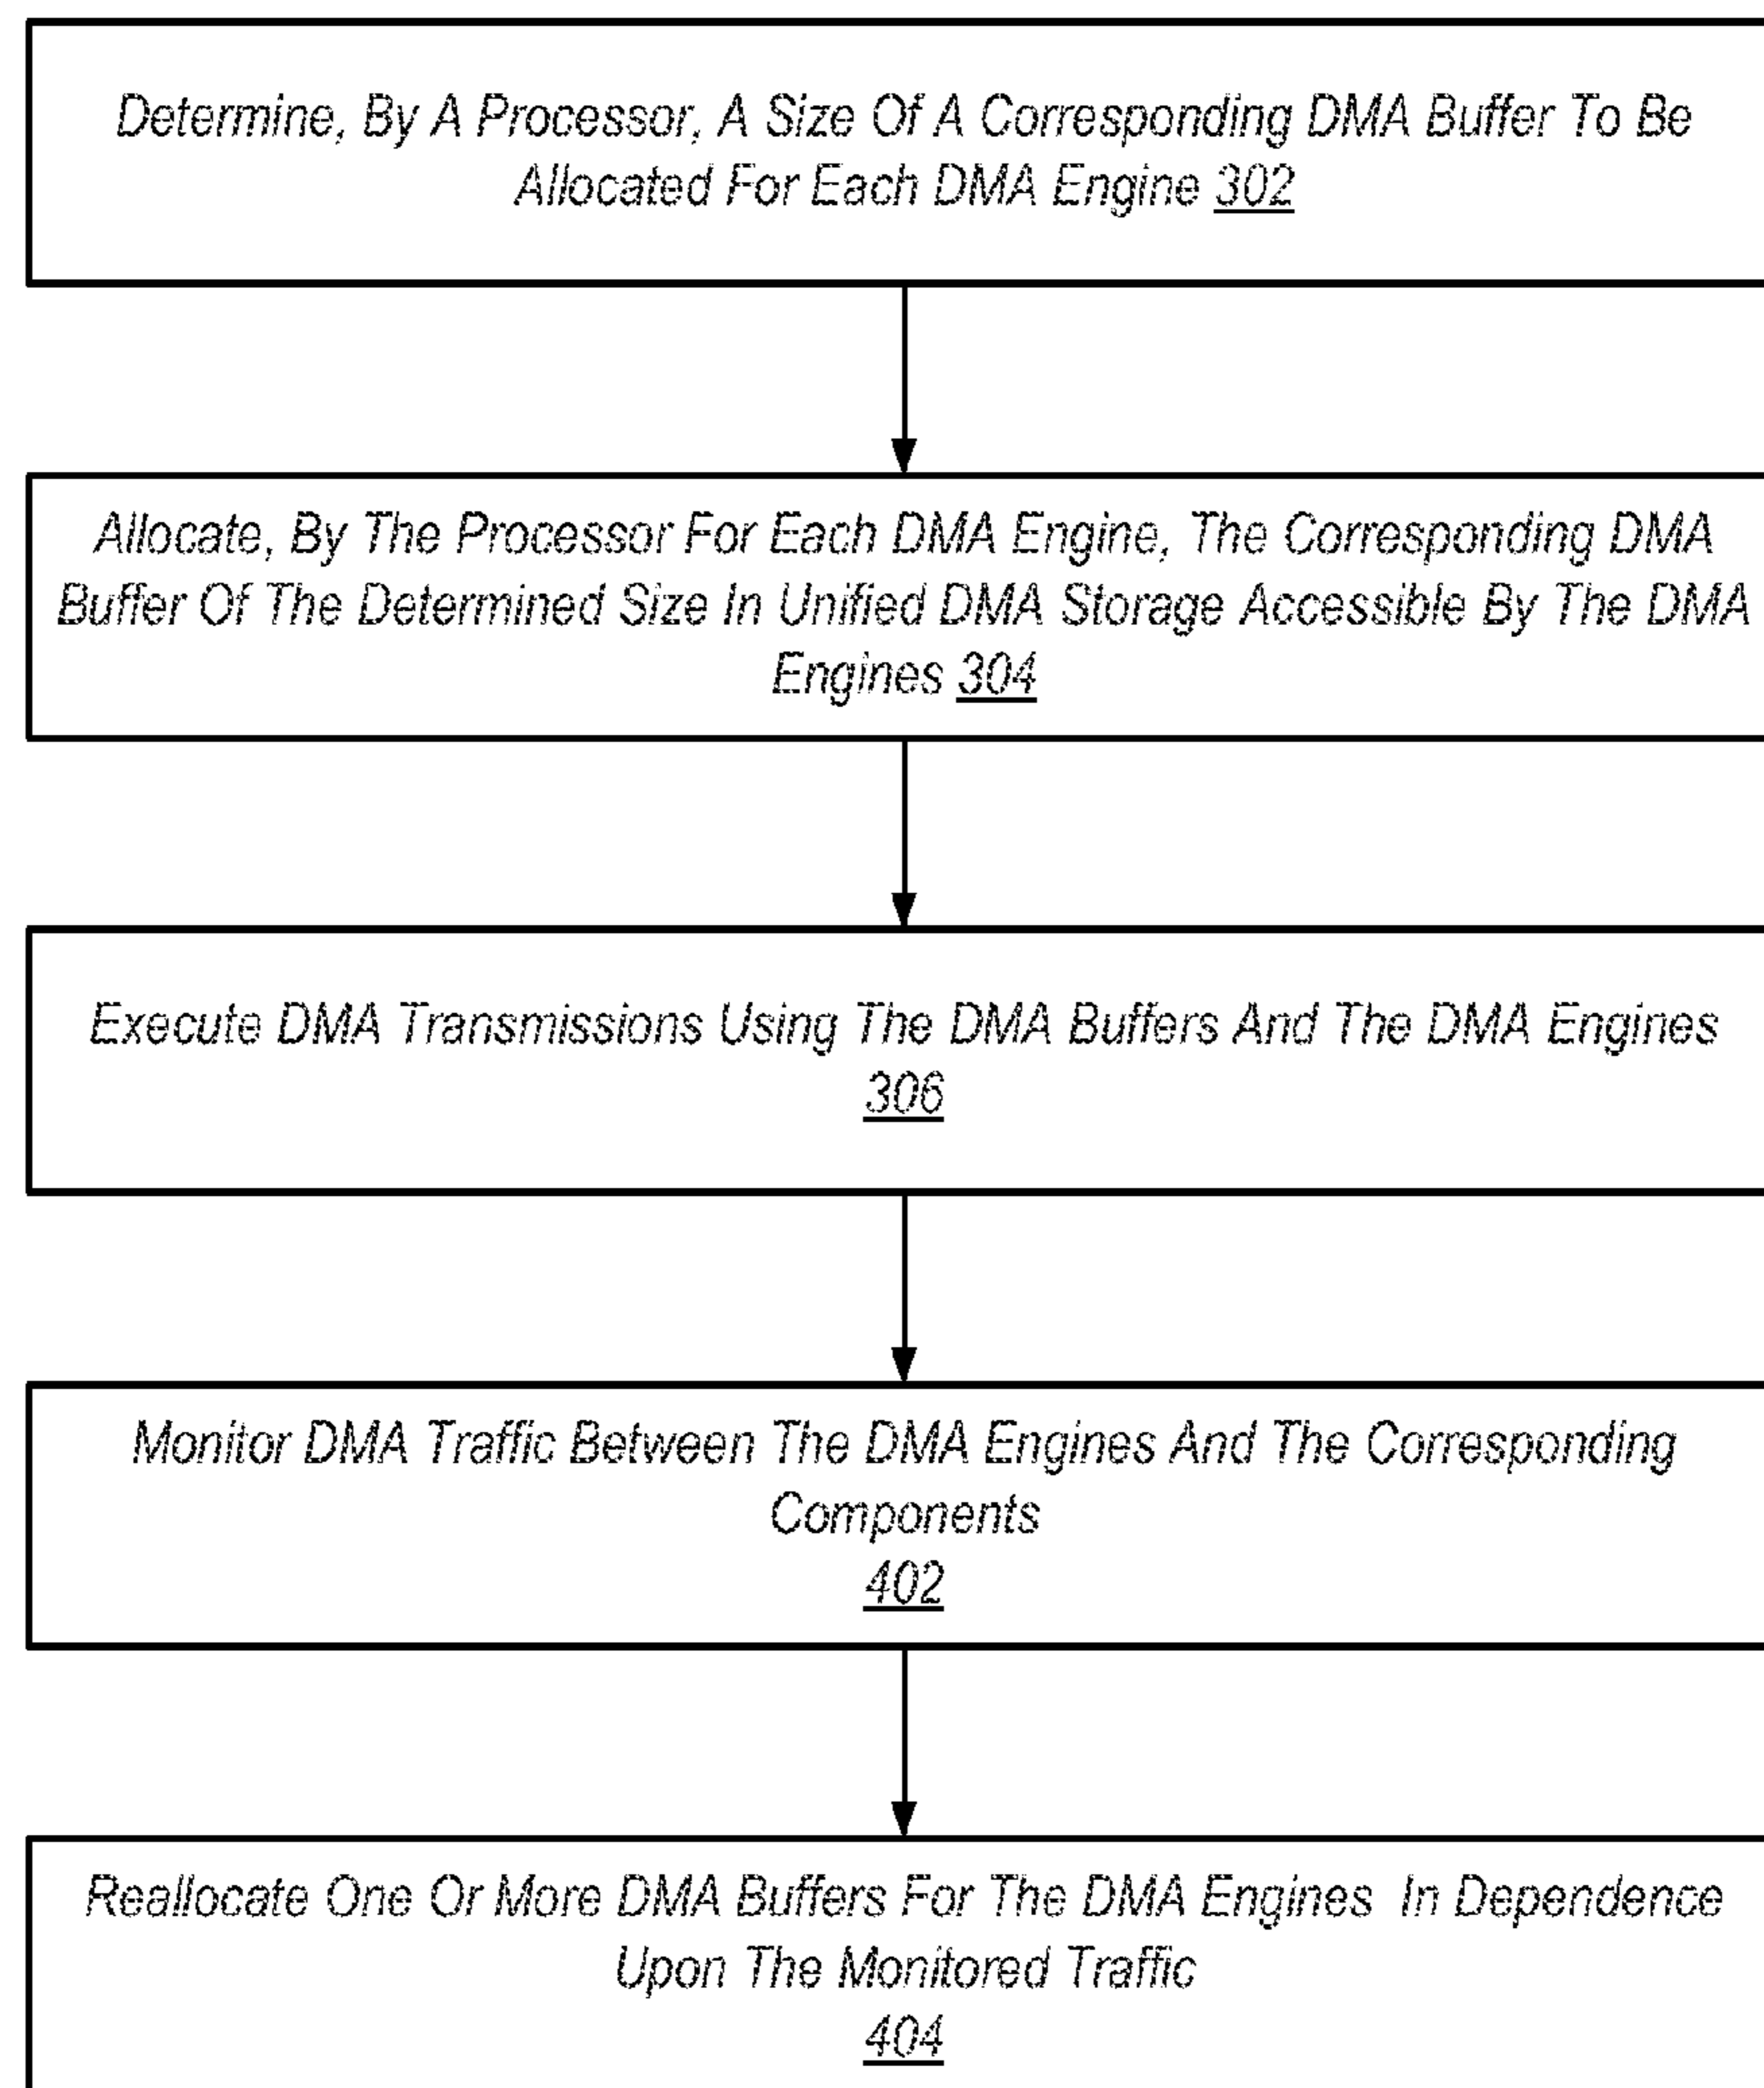 Determine, By A Processor, A Size Of A Corresponding DMA Buffer To Be
Allocated For Each DMA Engine 302
Allocate, By The Processor For Each DMA Engine, The Corresponding DMA
Buffer Of The Determined Size In Unified DMA Storage Accessible By The DMA
Engines 304
Execute DMA Transmissions Using The DMA Buffers And The DMA Engines
306
Monitor DMA Traffic Between The DMA Engines And The Corresponding
Components
402
Reallocate One Or More DMA Buffers For The DMA Engines In Dependence
Upon The Monitored Traffic
404